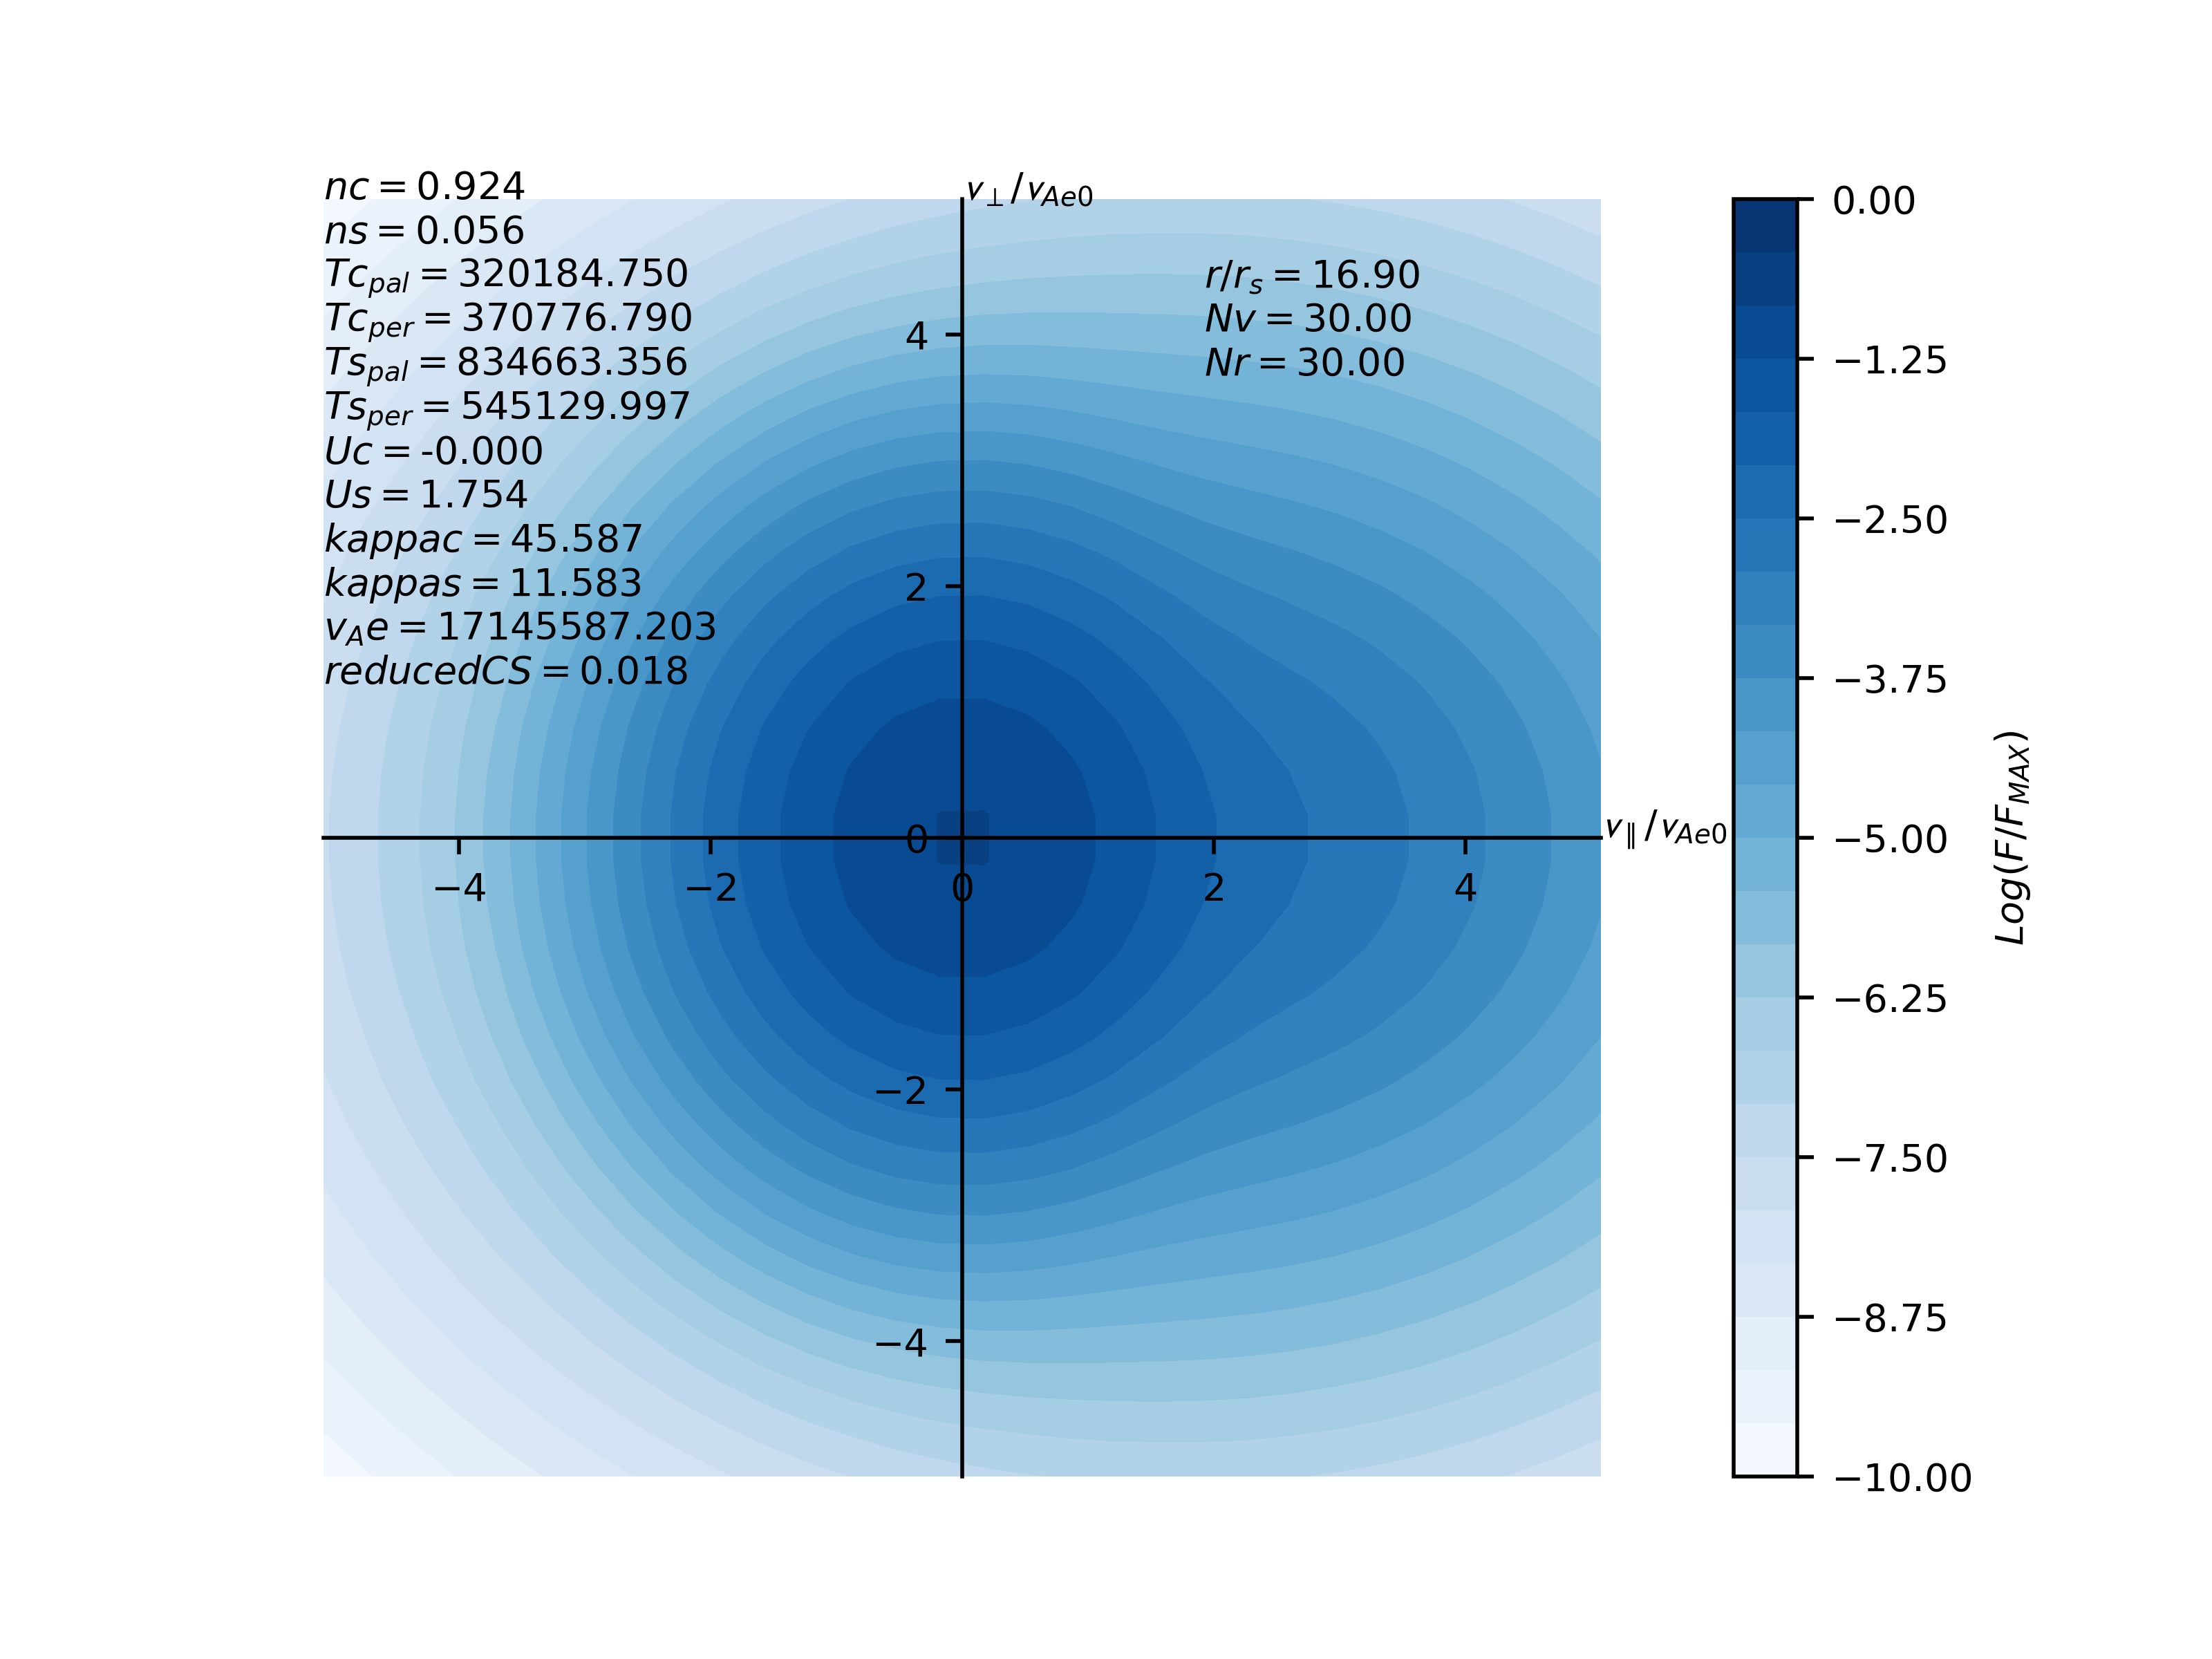 nc = 0.924
ns = 0.056
Tc_pal = 320184.750
Tc_per = 370776.790
Ts_pal = 834663.356
Ts_per = 545129.997
Uc = -0.000
Us = 1.754
kappac = 45.587
kappas = 11.583
v_Ae = 17145587.203
reducedCS = 0.018
v_⊥/v_Ae0
r/r_s = 16.90
Nv = 30.00
Nr = 30.00
4
2
0
−2
−4
−4
−2
0
2
4
v_∥/v_Ae0
0.00
−1.25
−2.50
−3.75
−5.00
−6.25
−7.50
−8.75
−10.00
Log(F/F_MAX)